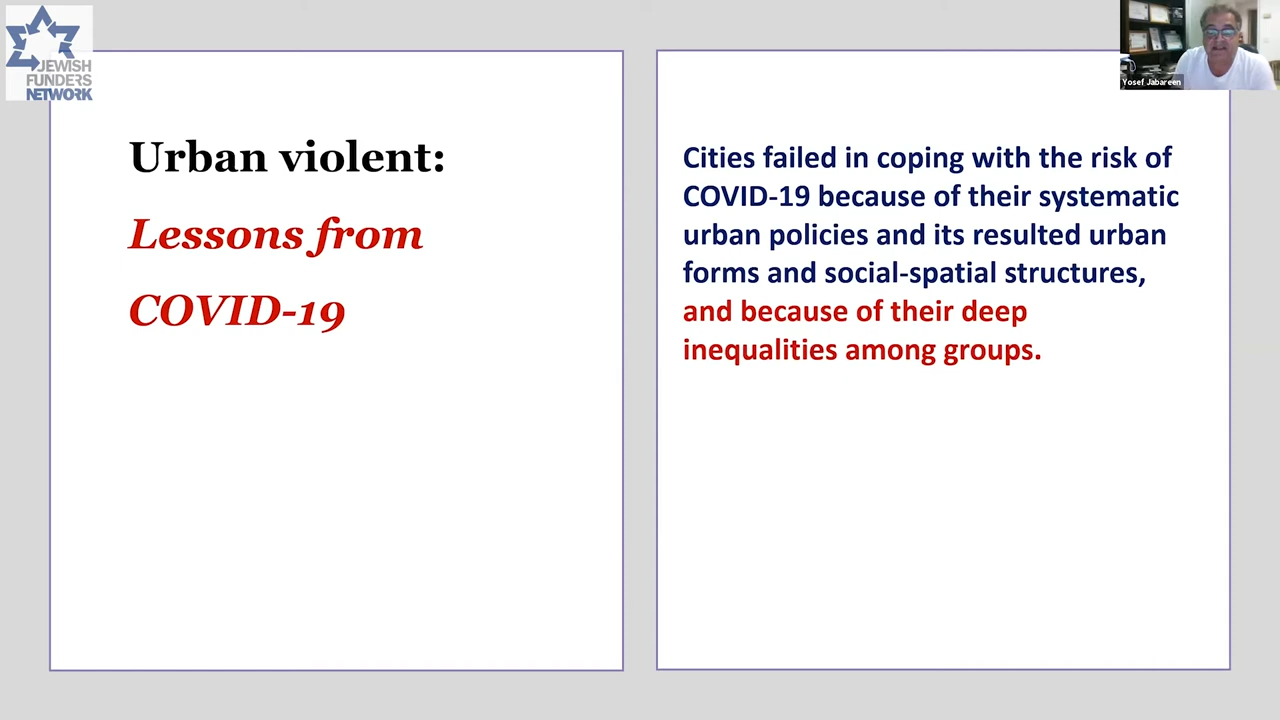 JEWISH
FUNDERS
NETWORK
Urban violent:
Lessons from
COVID-19
Cities failed in coping with the risk of
COVID-19 because of their systematic
urban policies and its resulted urban
forms and social-spatial structures,
and because of their deep
inequalities among groups.
Yosef Jabareen